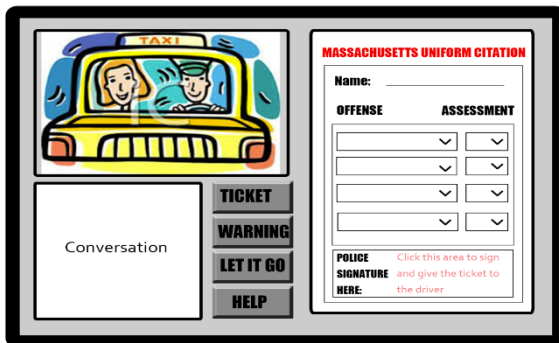 TAXI
Conversation
TICKET
WARNING
LET IT GO
HELP
MASSACHUSETTS UNIFORM CITATION
Name:
OFFENSE ASSESSMENT
POLICE
SIGNATURE
HERE:
Click this area to sign
and give the ticket to
the driver